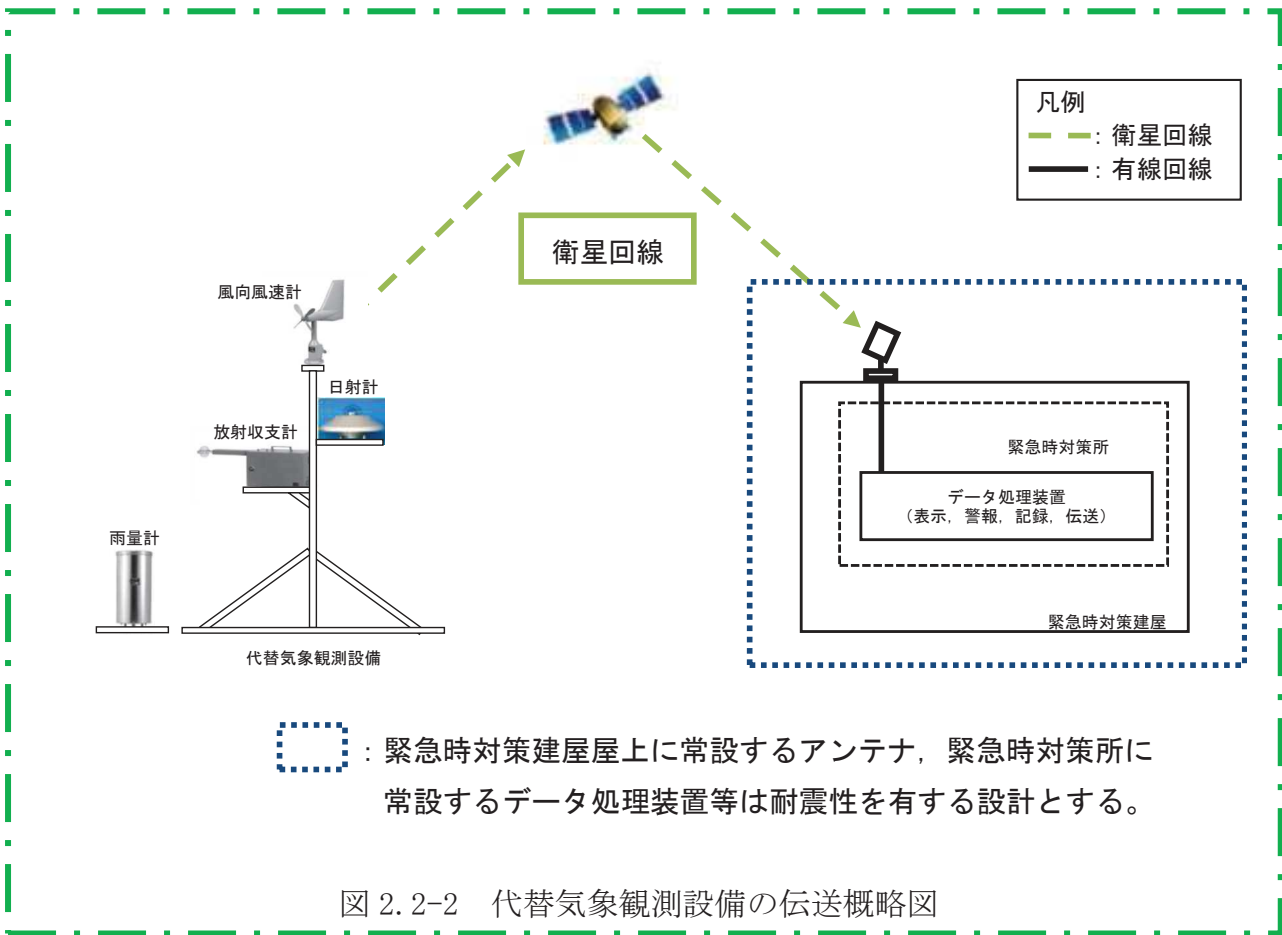 凡例
: 衛星回線
: 有線回線
衛星回線
風向風速計
日射計
放射収支計
雨量計
代替気象観測設備
緊急時対策所
データ処理装置
(表示, 警報, 記録, 伝送)
緊急時対策建屋
: 緊急時対策建屋屋上に常設するアンテナ, 緊急時対策所に
常設するデータ処理装置等は耐震性を有する設計とする。
図 2.2-2 代替気象観測設備の伝送概略図